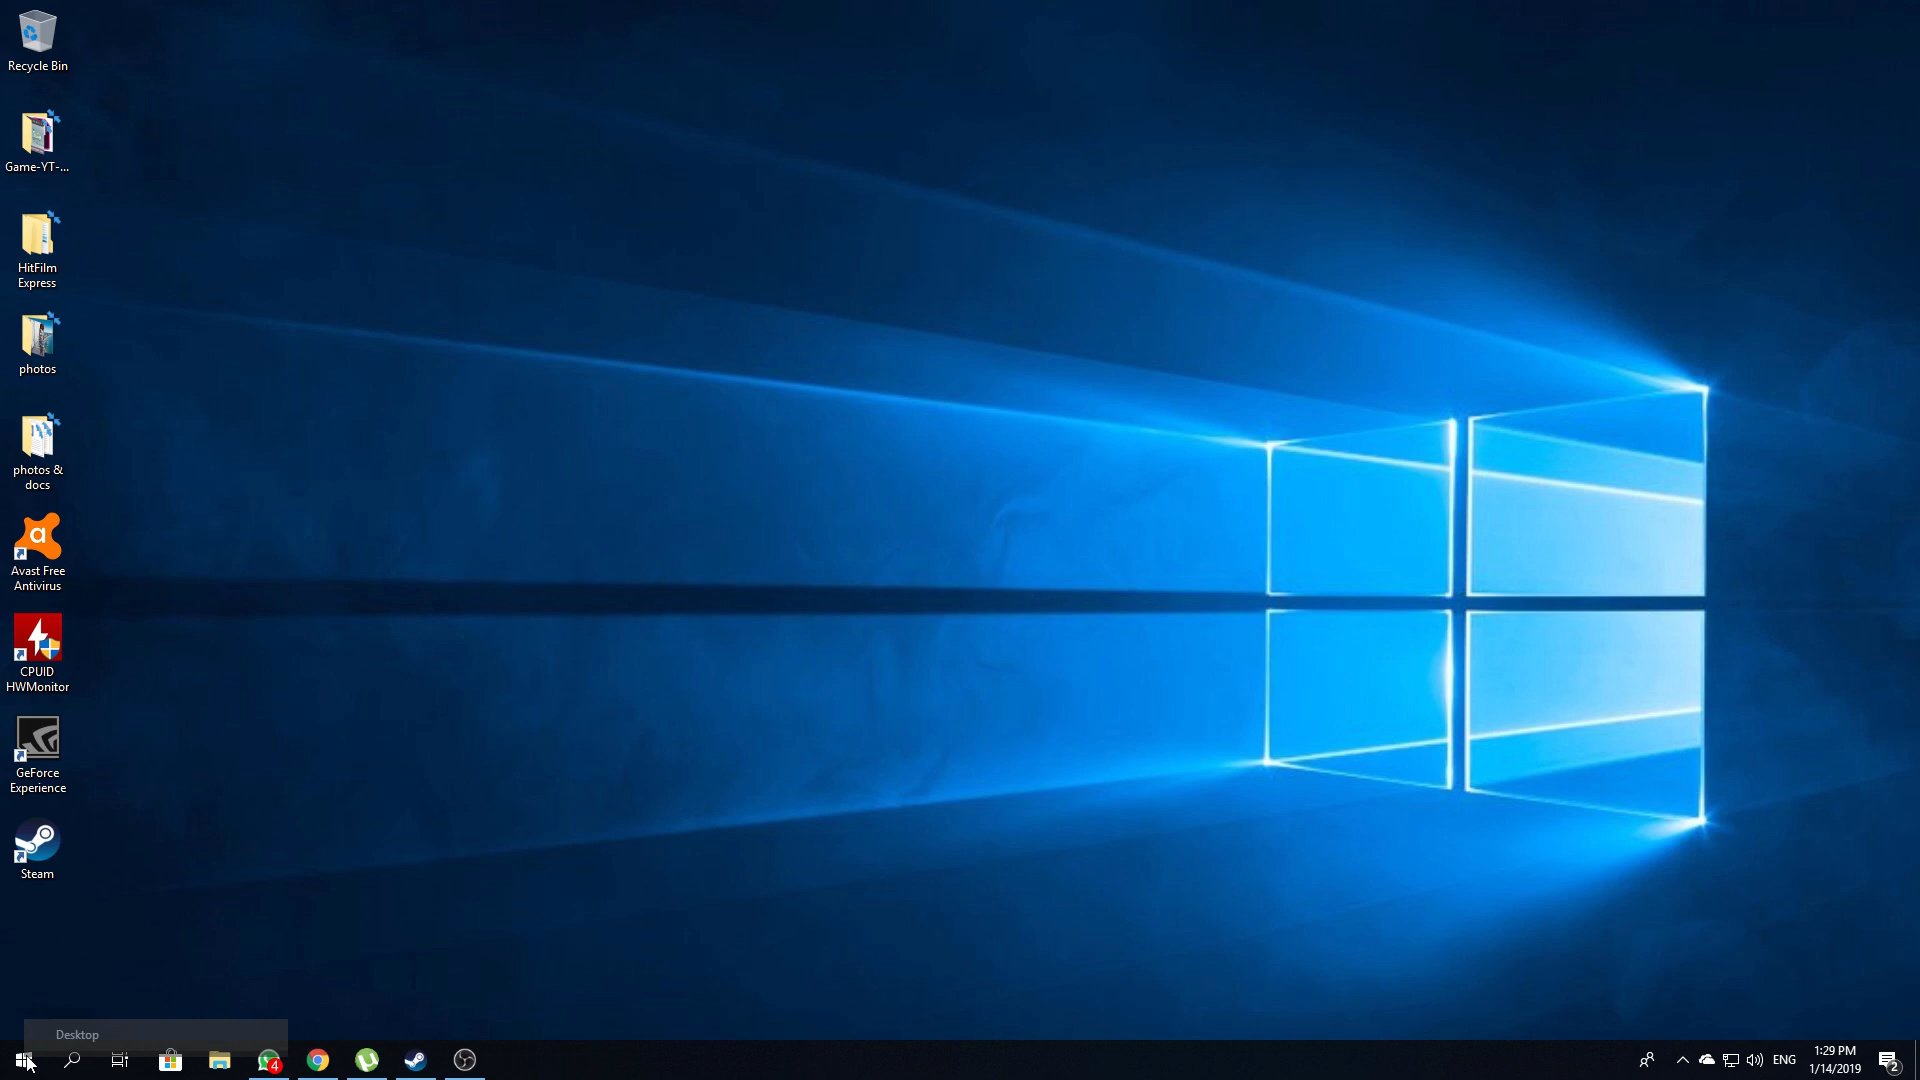 Recycle Bin
Game-YT-...
HitFilm
Express
photos
photos &
docs
a
Avast Free
Antivirus
CPUID
HWMonitor
GeForce
Experience
Steam
Desktop
4
ENG
1:29 PM
1/14/2019
2